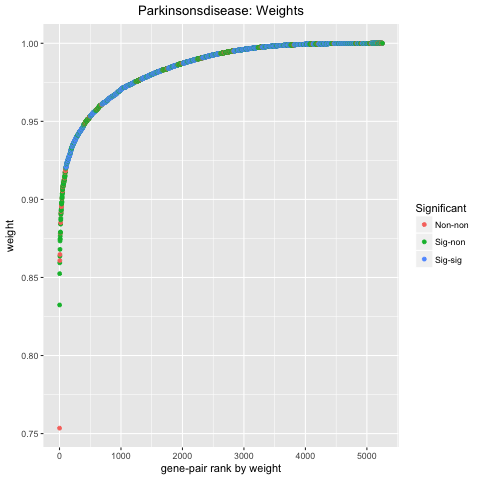 Parkinsonsdisease: Weights
1.00
0.95
0.90
0.85
0.80
0.75
weight
0 1000 2000 3000 4000 5000
gene-pair rank by weight
Significant
Non-non
Sig-non
Sig-sig